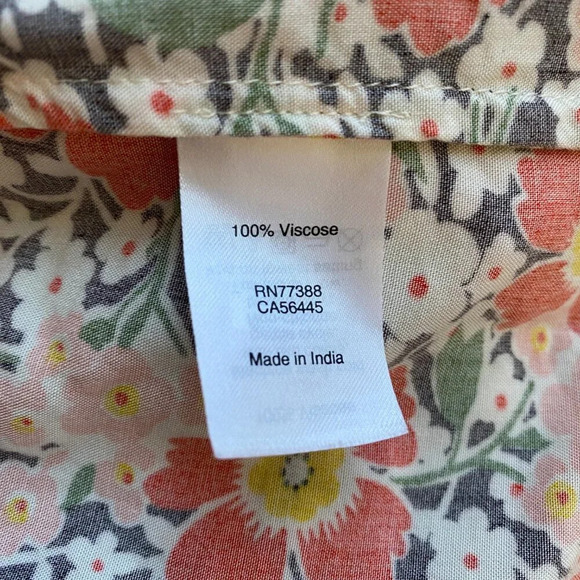 100% Viscose
RN77388
CA56445
Made in India